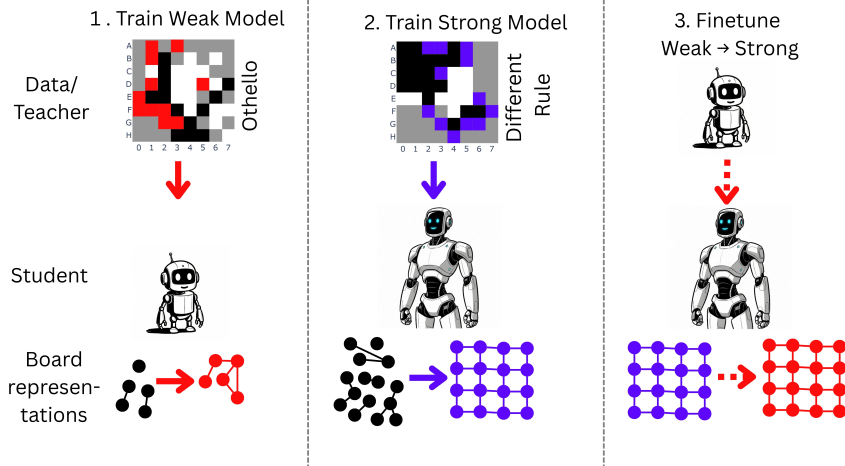 1 . Train Weak Model
2. Train Strong Model
3. Finetune
Weak → Strong
Data/
Teacher
A
B
C
D
E
F
G
H
0 1 2 3 4 5 6 7
Othello
A
B
C
D
E
F
G
H
0 1 2 3 4 5 6 7
Different
Rule
Student
Board
represen-
tations